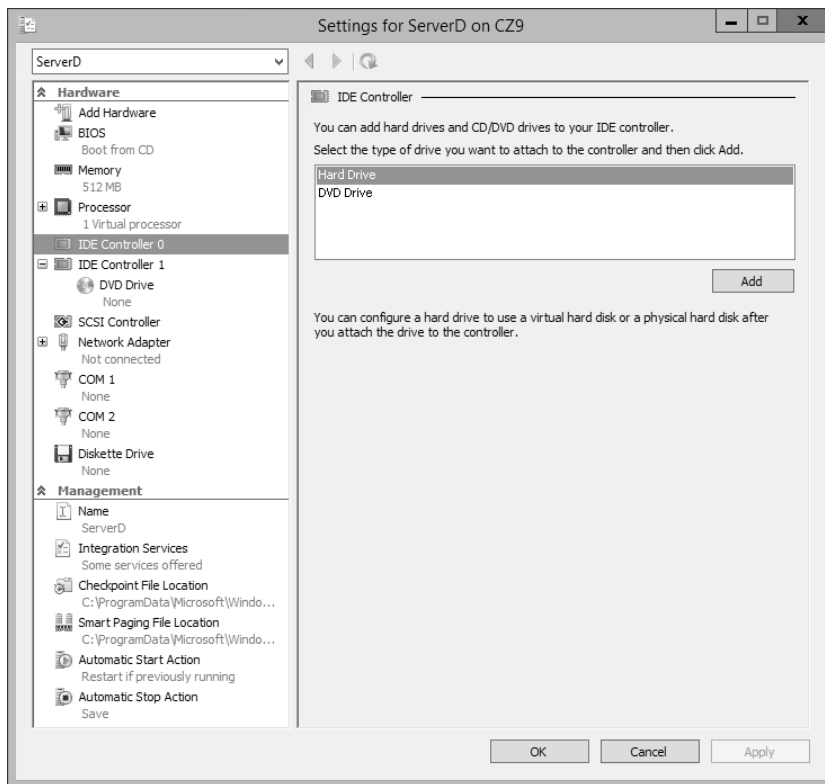 Settings for ServerD on CZ9
ServerD
Hardware
Add Hardware
BIOS
Boot from CD
Memory
512 MB
Processor
1 Virtual processor
IDE Controller 0
IDE Controller 1
DVD Drive
None
SCSI Controller
Network Adapter
Not connected
COM 1
None
COM 2
None
Diskette Drive
None
Management
Name
ServerD
Integration Services
Some services offered
Checkpoint File Location
C:\ProgramData\Microsoft\Windo...
Smart Paging File Location
C:\ProgramData\Microsoft\Windo...
Automatic Start Action
Restart if previously running
Automatic Stop Action
Save
IDE Controller
You can add hard drives and CD/DVD drives to your IDE controller.
Select the type of drive you want to attach to the controller and then click Add.
Hard Drive
DVD Drive
Add
You can configure a hard drive to use a virtual hard disk or a physical hard disk after
you attach the drive to the controller.
OK
Cancel
Apply